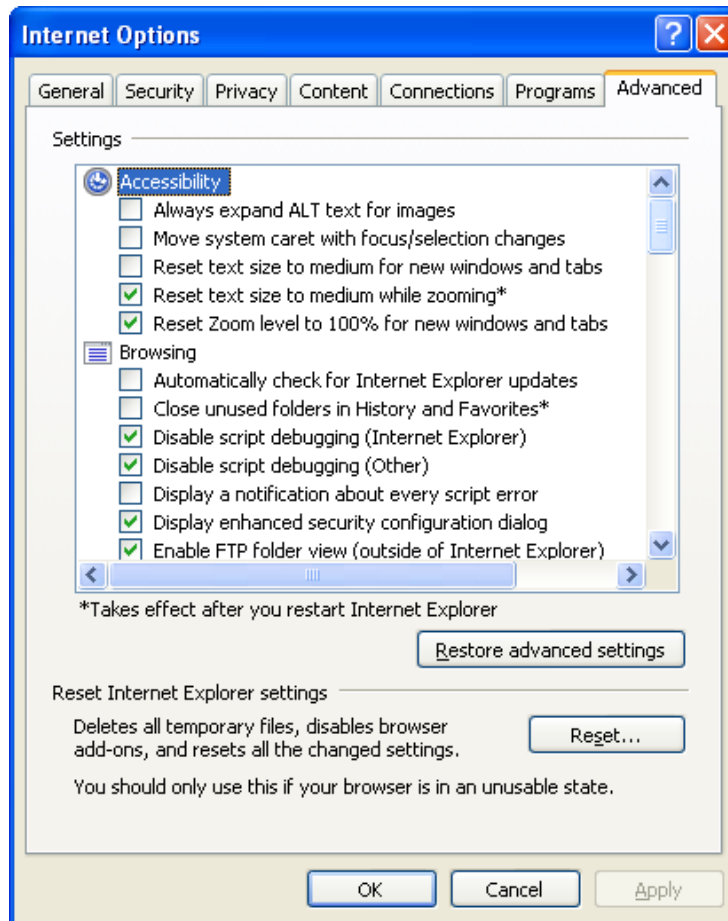 Internet Options
General Security Privacy Content Connections Programs Advanced
Settings
Accessibility
Always expand ALT text for images
Move system caret with focus/selection changes
Reset text size to medium for new windows and tabs
Reset text size to medium while zooming*
Reset Zoom level to 100% for new windows and tabs
Browsing
Automatically check for Internet Explorer updates
Close unused folders in History and Favorites*
Disable script debugging (Internet Explorer)
Disable script debugging (Other)
Display a notification about every script error
Display enhanced security configuration dialog
Enable FTP folder view (outside of Internet Explorer)
*Takes effect after you restart Internet Explorer
Restore advanced settings
Reset Internet Explorer settings
Deletes all temporary files, disables browser
add-ons, and resets all the changed settings.
Reset...
You should only use this if your browser is in an unusable state.
OK Cancel Apply